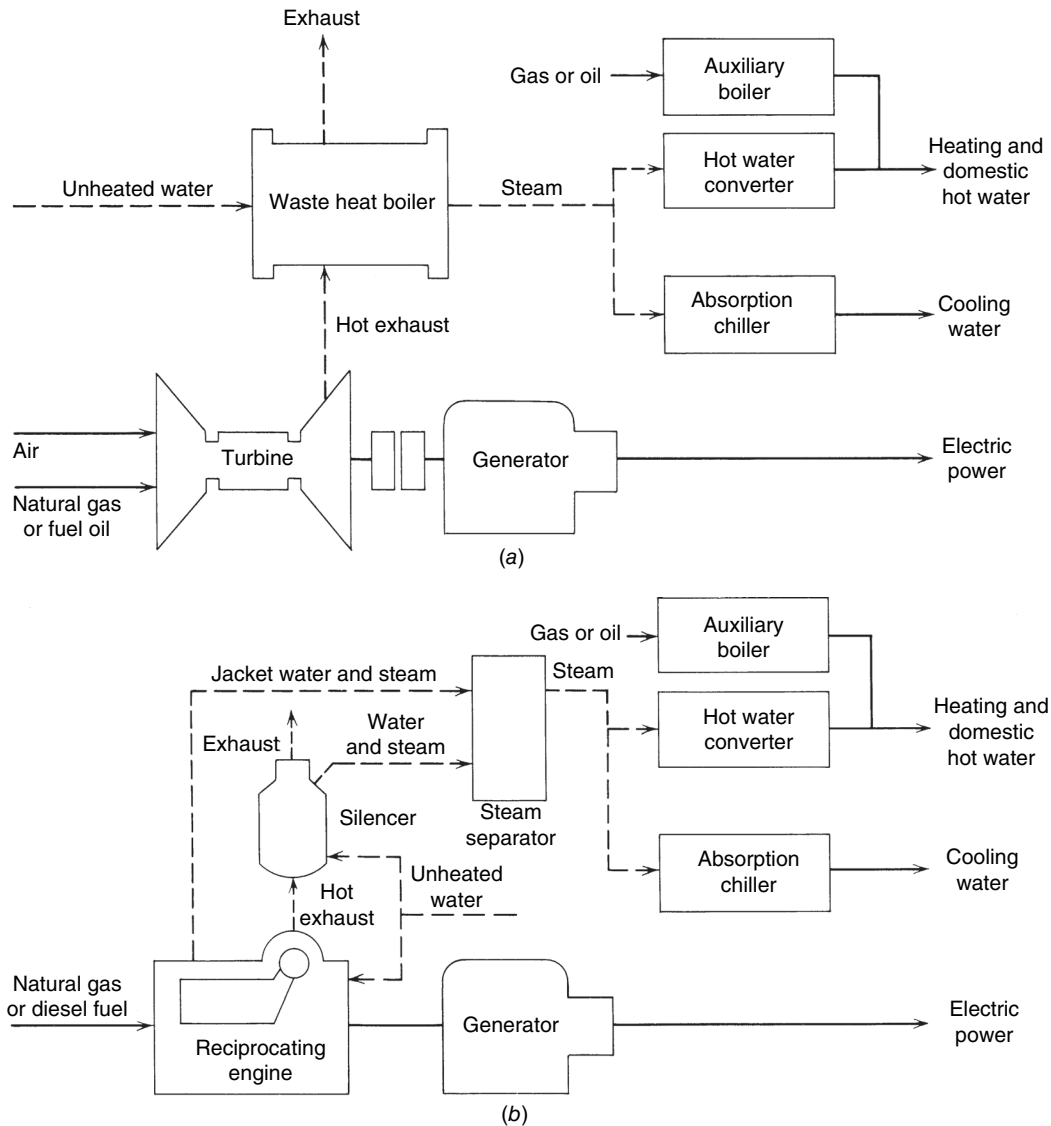 Exhaust
Gas or oil
Auxiliary
boiler
Unheated water
Waste heat boiler
Steam
Hot water
converter
Heating and
domestic
hot water
Hot exhaust
Absorption
chiller
Cooling
water
Air
Turbine
Generator
Electric
power
Natural gas
or fuel oil
(a)
Gas or oil
Auxiliary
boiler
Jacket water and steam
Steam
Exhaust
Water
and steam
Hot water
converter
Heating and
domestic
hot water
Silencer
Steam
separator
Hot
exhaust
Unheated
water
Absorption
chiller
Cooling
water
Natural gas
or diesel fuel
Reciprocating
engine
Generator
Electric
power
(b)